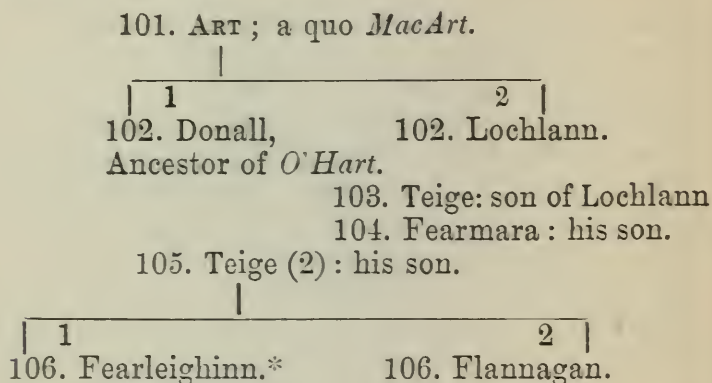 101. ART ; a quo MacArt.
1 2
102. Donall, 102. Lochlann.
Ancestor of O'Hart.
103. Teige: son of Lochlann
104. Fearmara : his son.
105. Teige (2) : his son.
1 2
106. Fearleighinn.* 106. Flannagan.